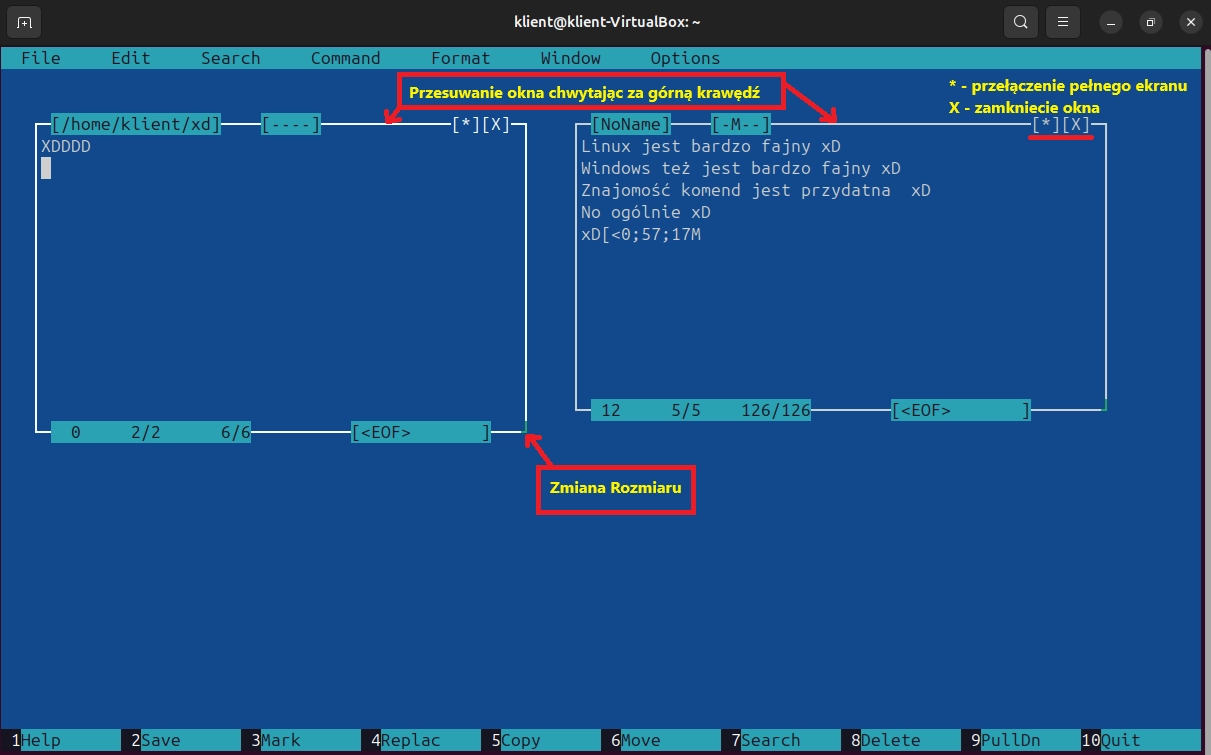 klient@klient-VirtualBox: ~
File Edit Search Command Format Window Options
Przesuwanie okna chwytając za górną krawędź
* - przełączenie pełnego ekranu
X - zamkniecie okna
[/home/klient/xd] [----] [*][X]
XDDDD
0 2/2 6/6 [<EOF> ]
[NoName] [-M--] [*][X]
Linux jest bardzo fajny xD
Windows też jest bardzo fajny xD
Znajomość komend jest przydatna  xD
No ogólnie xD
xD[<0;57;17M
12 5/5 126/126 [<EOF> ]
Zmiana Rozmiaru
1Help 2Save 3Mark 4Replac 5Copy 6Move 7Search 8Delete 9PullDn 10Quit